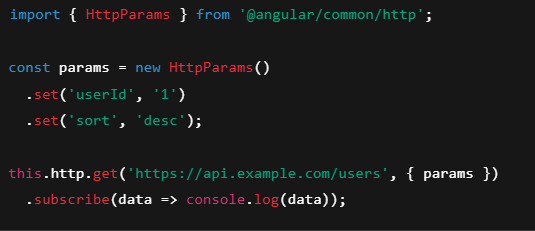 import { HttpParams } from '@angular/common/http';
const params = new HttpParams()
.set('userId', '1')
.set('sort', 'desc');
this.http.get('https://api.example.com/users', { params })
.subscribe(data => console.log(data));